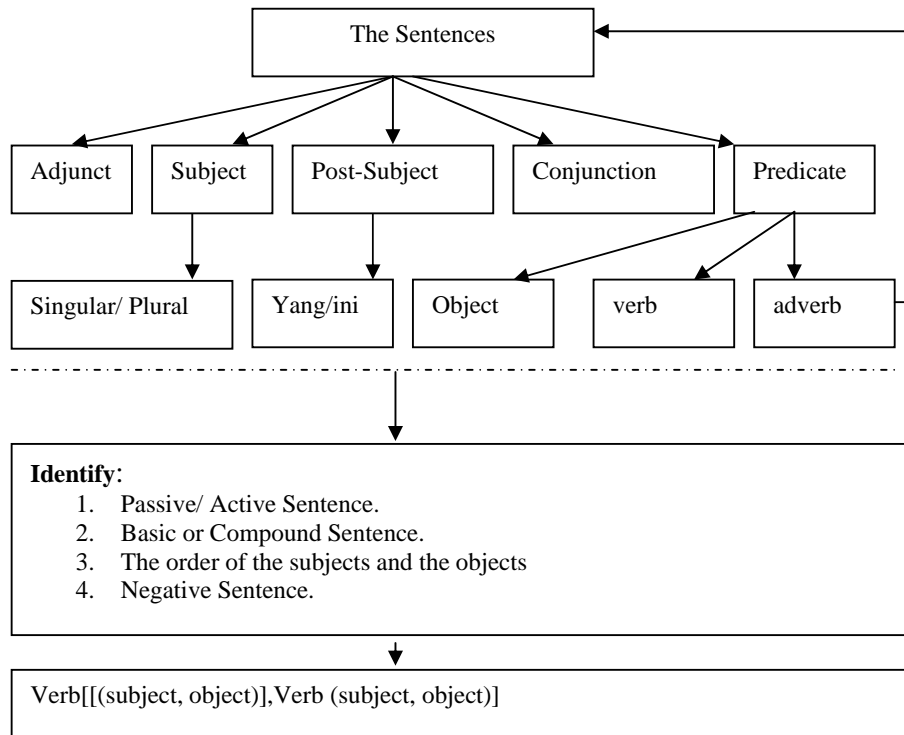 The Sentences
Adjunct
Subject
Post-Subject
Conjunction
Predicate
Singular/ Plural
Yang/ini
Object
verb
adverb
Identify:
1. Passive/ Active Sentence.
2. Basic or Compound Sentence.
3. The order of the subjects and the objects
4. Negative Sentence.
Verb[[(subject, object)],Verb (subject, object)]